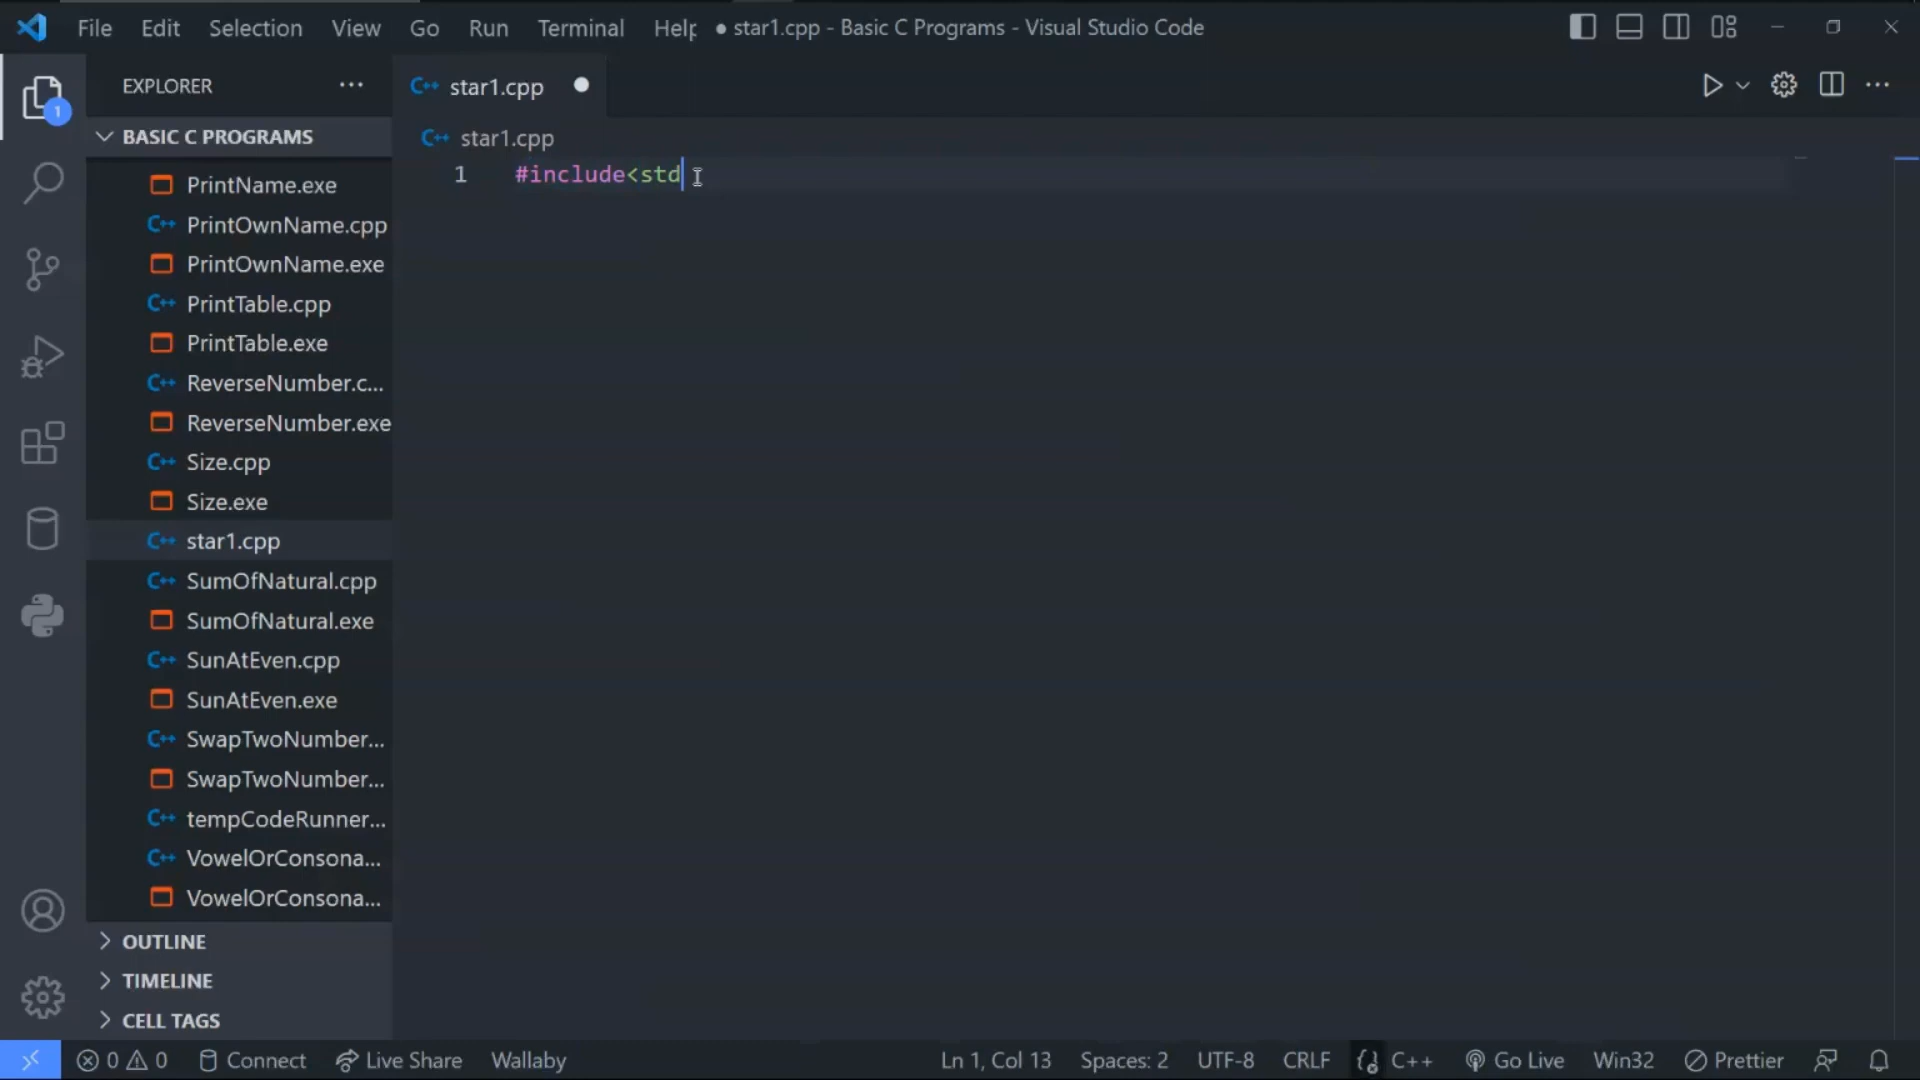 File Edit Selection View Go Run Terminal Help ● star1.cpp - Basic C Programs - Visual Studio Code
EXPLORER ···
1
BASIC C PROGRAMS
PrintName.exe
PrintOwnName.cpp
PrintOwnName.exe
PrintTable.cpp
PrintTable.exe
ReverseNumber.c...
ReverseNumber.exe
Size.cpp
Size.exe
star1.cpp
SumOfNatural.cpp
SumOfNatural.exe
SunAtEven.cpp
SunAtEven.exe
SwapTwoNumber...
SwapTwoNumber...
tempCodeRunner...
VowelOrConsona...
VowelOrConsona...
OUTLINE
TIMELINE
CELL TAGS
C++ star1.cpp ●
C++ star1.cpp
1 #include<std
0 0 Connect Live Share Wallaby Ln 1, Col 13 Spaces: 2 UTF-8 CRLF C++ Go Live Win32 Prettier